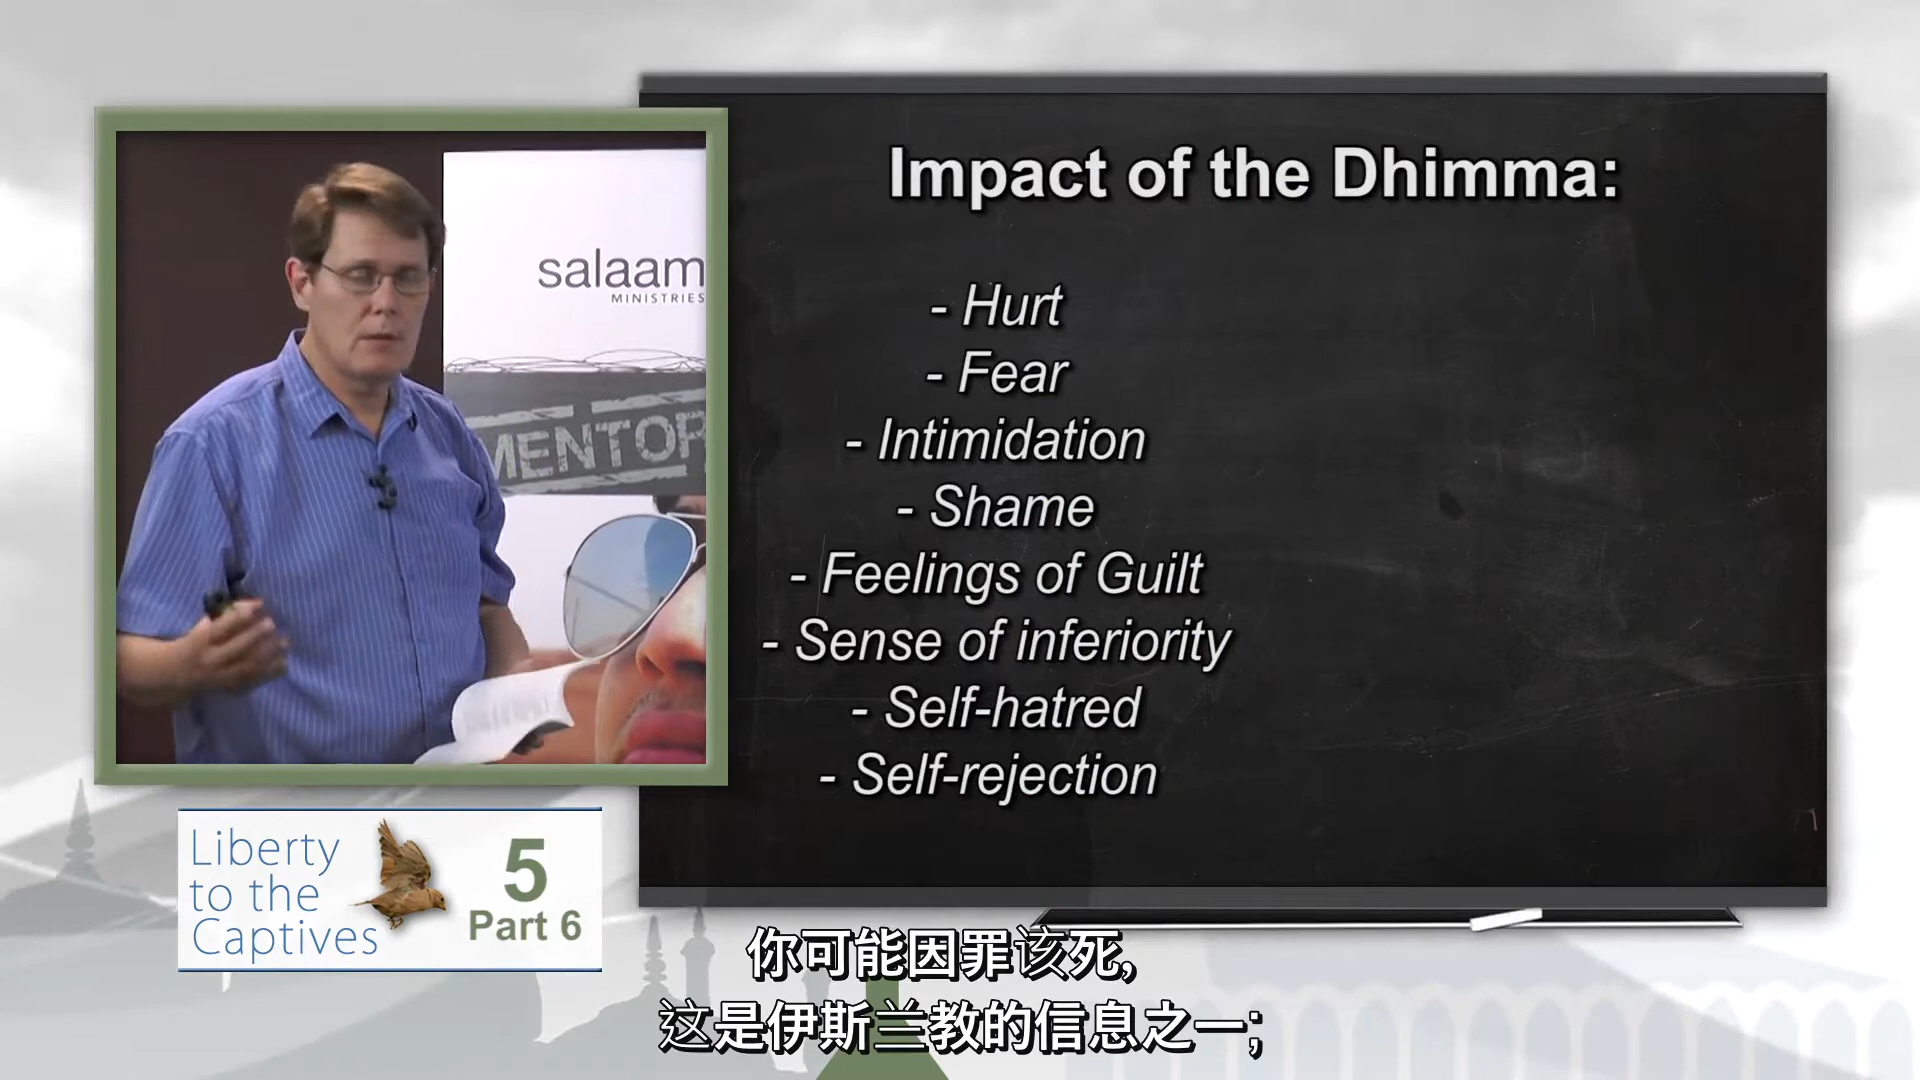 Impact of the Dhimma:
- Hurt
- Fear
- Intimidation
- Shame
- Feelings of Guilt
- Sense of inferiority
- Self-hatred
- Self-rejection
salaam
MINISTRIES
MENTOR
Liberty
to the
Captives
5
Part 6
你可能因罪该死,
这是伊斯兰教的信息之一;